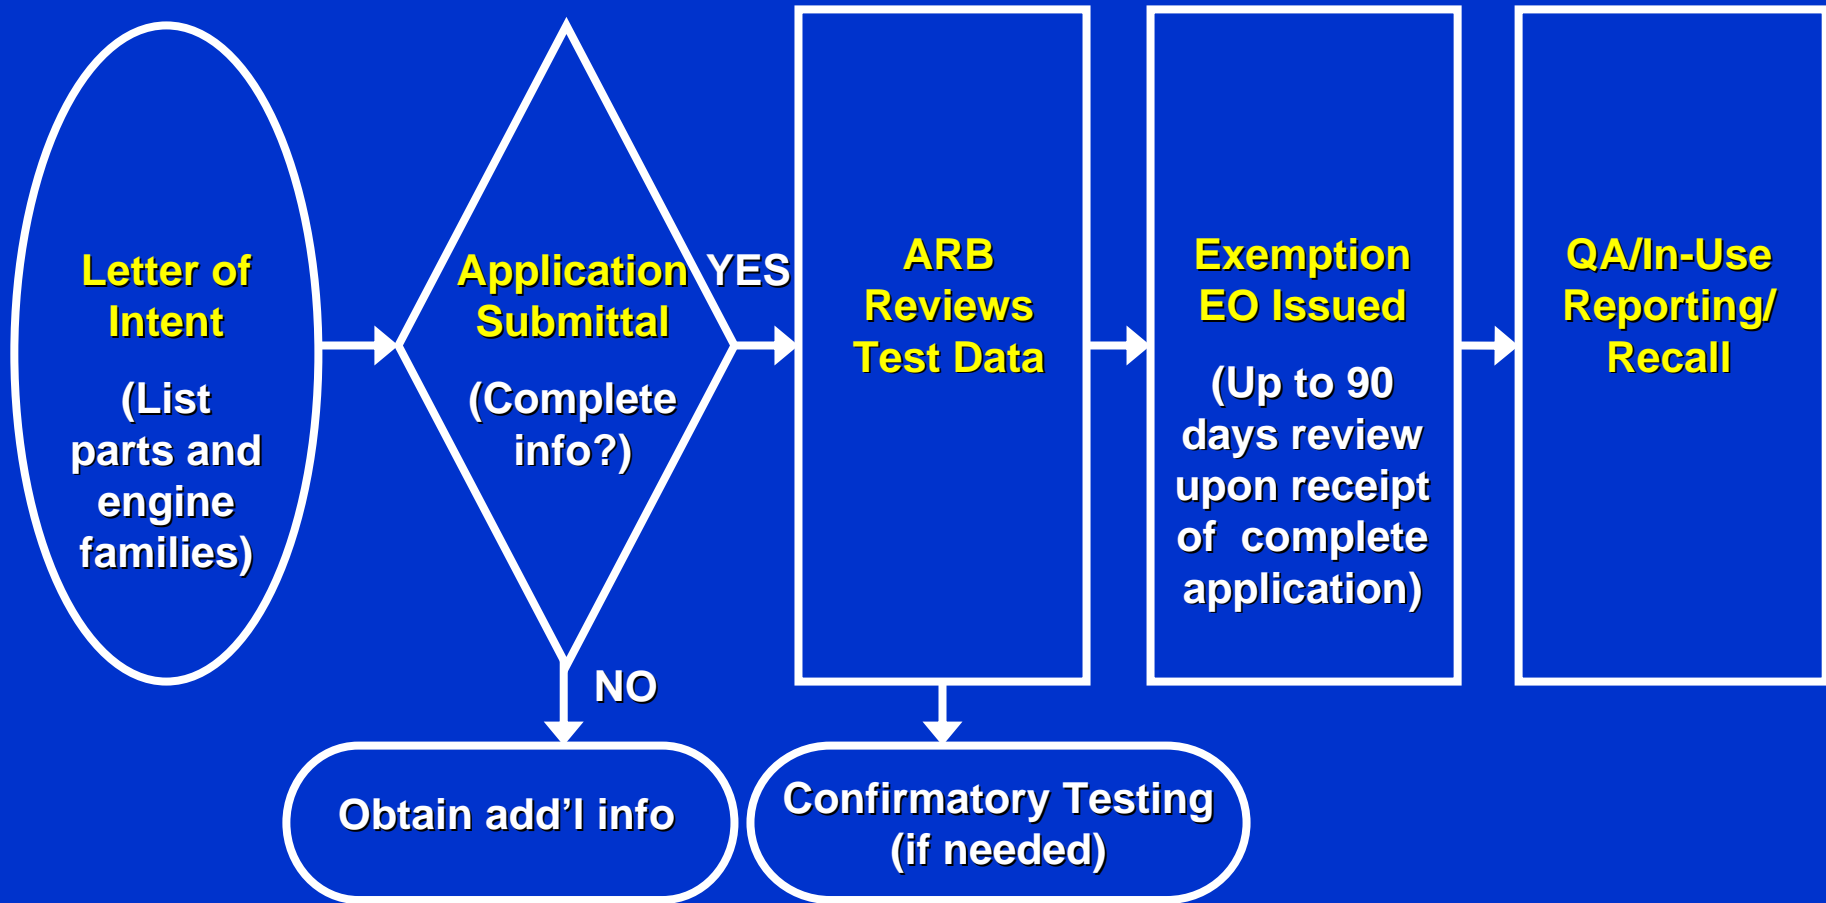 Letter of
Intent
(List
parts and
engine
families)
Application
Submittal
(Complete
info?)
YES
NO
Obtain add'l info
ARB
Reviews
Test Data
Confirmatory Testing
(if needed)
Exemption
EO Issued
(Up to 90
days review
upon receipt
of  complete
application)
QA/In-Use
Reporting/
Recall